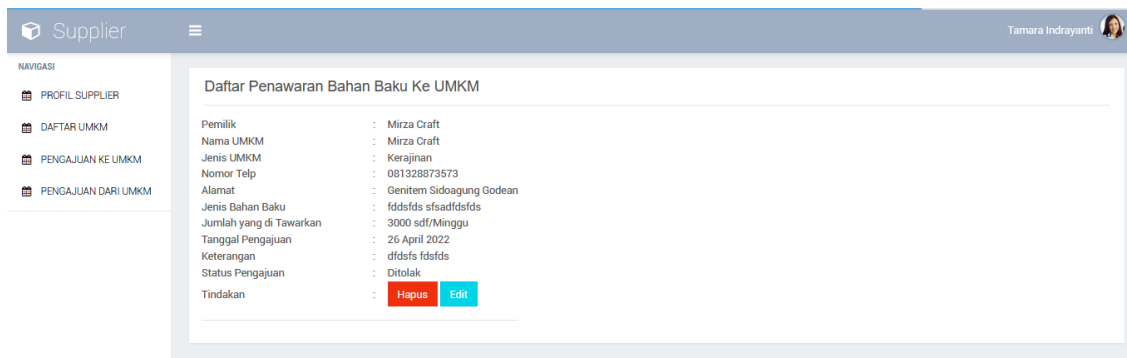 Supplier
Tamara Indrayanti
NAVIGASI
PROFIL SUPPLIER
DAFTAR UMKM
PENGAJUAN KE UMKM
PENGAJUAN DARI UMKM
Daftar Penawaran Bahan Baku Ke UMKM
Pemilik : Mirza Craft
Nama UMKM : Mirza Craft
Jenis UMKM : Kerajinan
Nomor Telp : 081328873573
Alamat : Genitem Sidoagung Godean
Jenis Bahan Baku : fddsfds sfsadfdsfds
Jumlah yang di Tawarkan : 3000 sdf/Minggu
Tanggal Pengajuan : 26 April 2022
Keterangan : dfdsfs fdsfds
Status Pengajuan : Ditolak
Tindakan : Hapus Edit